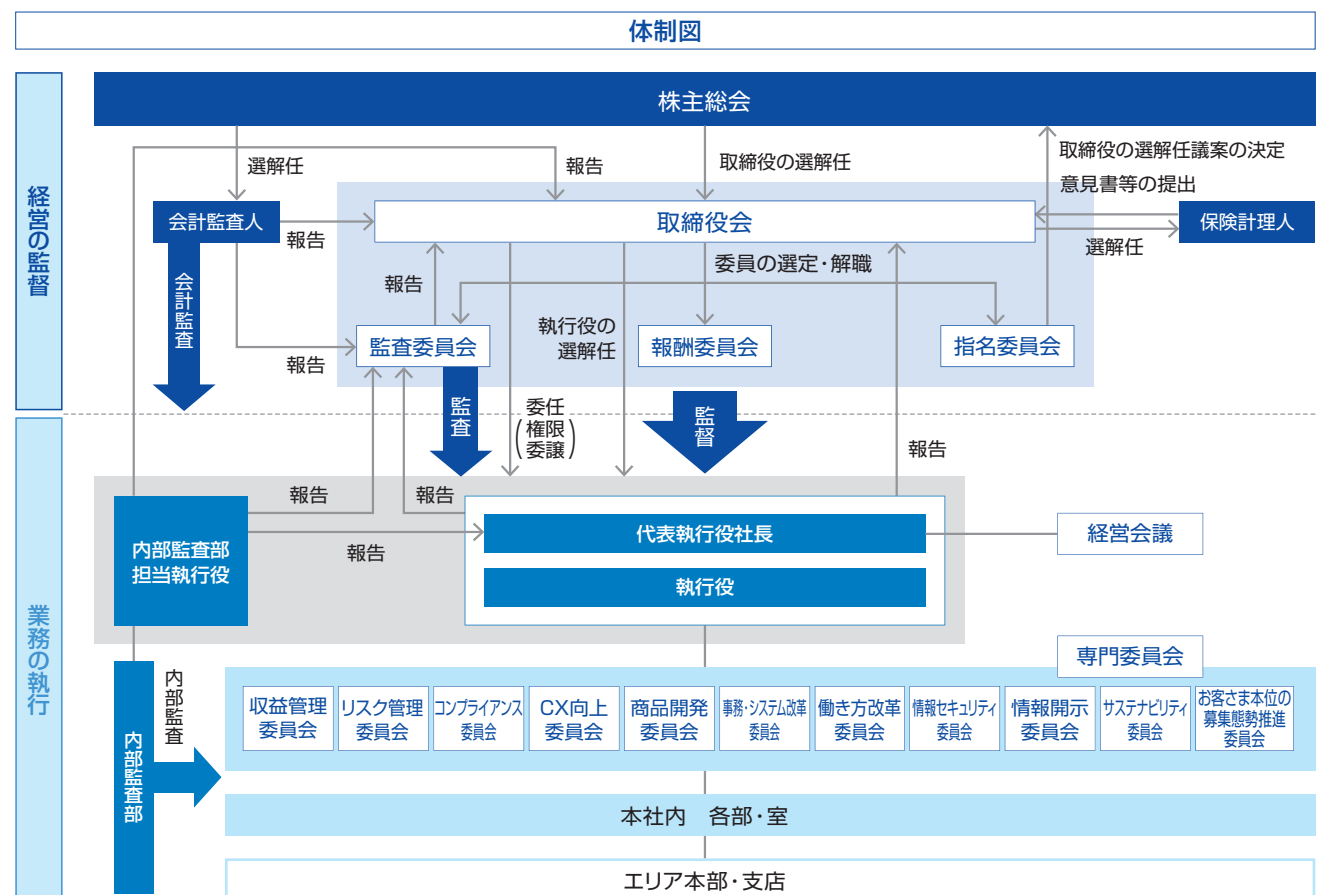 体制図
経営の監督
株主総会
選解任
報告
取締役の選解任
取締役の選解任議案の決定
意見書等の提出
会計監査人
報告
取締役会
保険計理人
選解任
会計監査
報告
委員の選定・解職
執行役の
選解任
監査委員会
報酬委員会
指名委員会
報告
監査
委任
(権限
委譲)
監督
報告
業務の執行
報告
報告
内部監査部
担当執行役
報告
代表執行役社長
経営会議
執行役
専門委員会
内部監査
内部監査部
収益管理
委員会
リスク管理
委員会
コンプライアンス
委員会
CX向上
委員会
商品開発
委員会
事務・システム改革
委員会
働き方改革
委員会
情報セキュリティ
委員会
情報開示
委員会
サステナビリティ
委員会
お客さま本位の
募集態勢推進
委員会
本社内　各部・室
エリア本部・支店